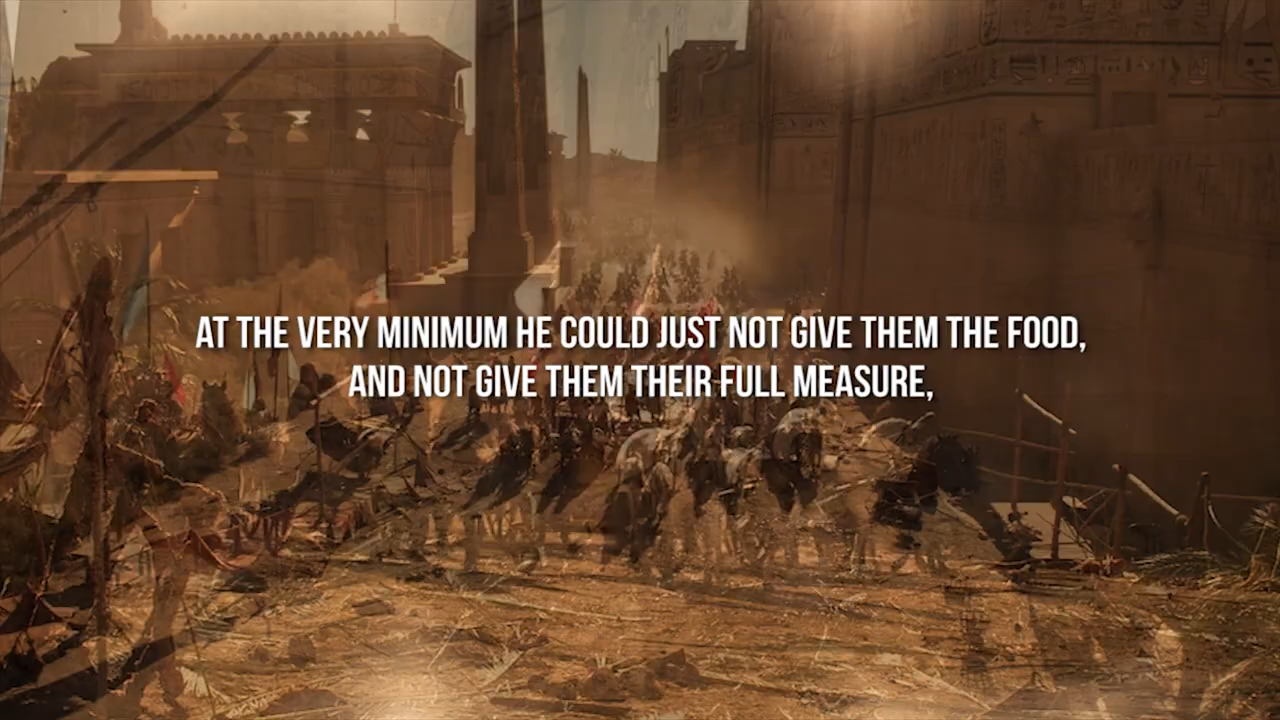 AT THE VERY MINIMUM HE COULD JUST NOT GIVE THEM THE FOOD,
AND NOT GIVE THEM THEIR FULL MEASURE,